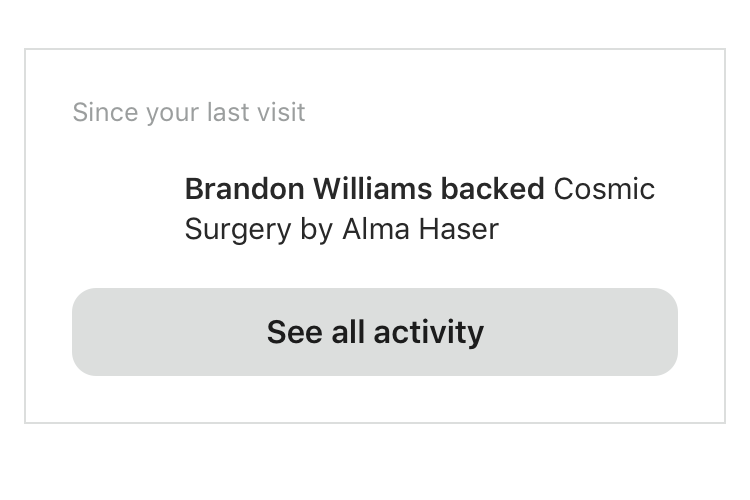 Since your last visit
Brandon Williams backed Cosmic
Surgery by Alma Haser
See all activity